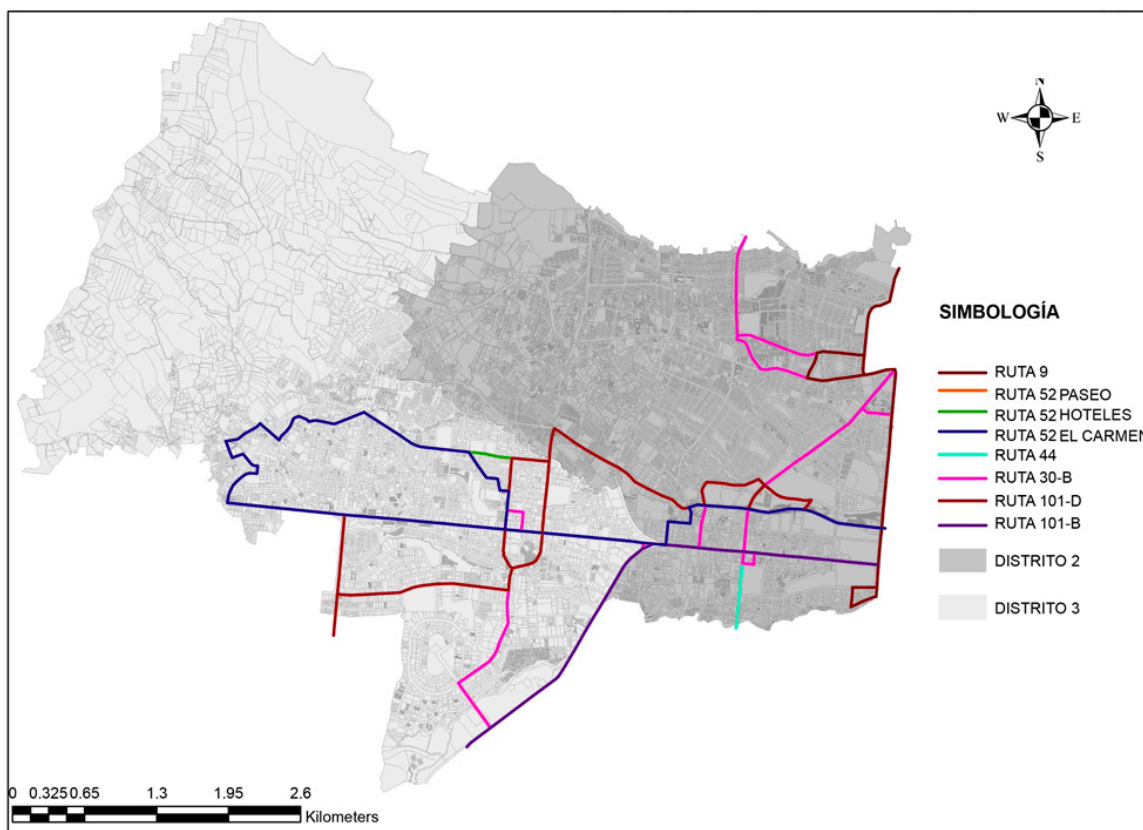 N
W E
S
SIMBOLOGÍA
RUTA 9
RUTA 52 PASEO
RUTA 52 HOTELES
RUTA 52 EL CARMEN
RUTA 44
RUTA 30-B
RUTA 101-D
RUTA 101-B
DISTRITO 2
DISTRITO 3
0 0.325 0.65 1.3 1.95 2.6
Kilometers